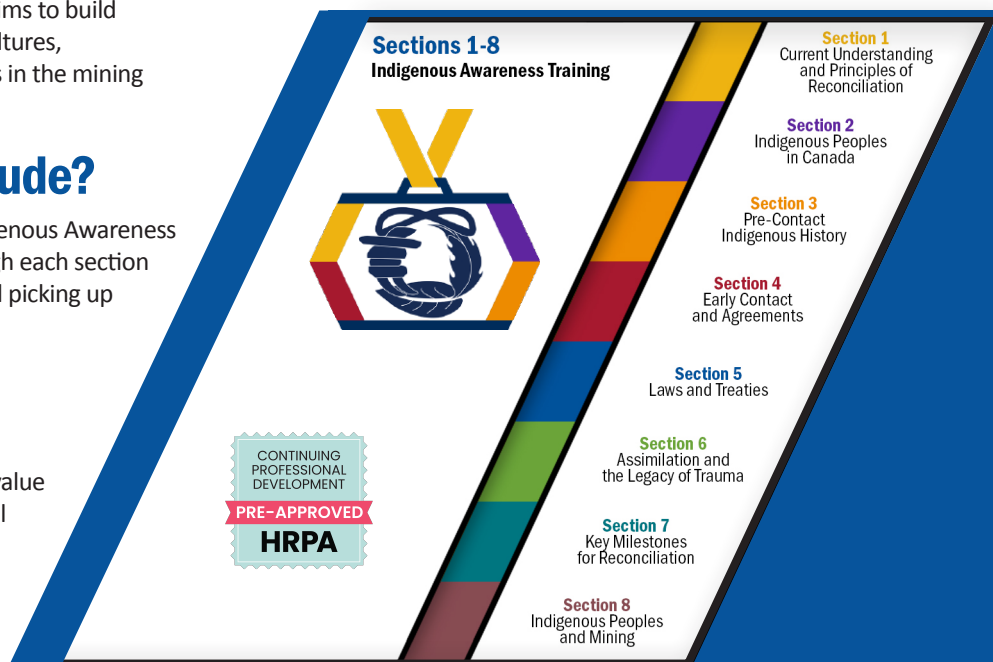 ims to build
ltures,
s in the mining
ude?
enous Awareness
gh each section
d picking up
value
l
Sections 1-8
Indigenous Awareness Training
CONTINUING
PROFESSIONAL
DEVELOPMENT
PRE-APPROVED
HRPA
Section 1
Current Understanding
and Principles of
Reconciliation
Section 2
Indigenous Peoples
in Canada
Section 3
Pre-Contact
Indigenous History
Section 4
Early Contact
and Agreements
Section 5
Laws and Treaties
Section 6
Assimilation and
the Legacy of Trauma
Section 7
Key Milestones
for Reconciliation
Section 8
Indigenous Peoples
and Mining